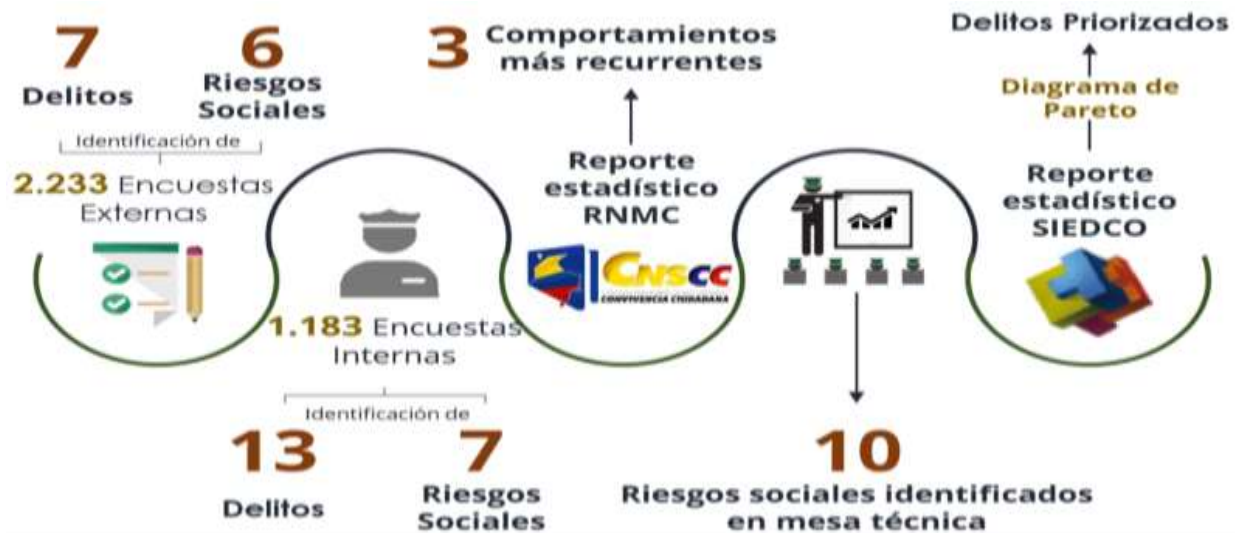 7
Delitos
6
Riesgos
Sociales
Identificación de
2.233 Encuestas
Externas
1.183 Encuestas
Internas
Identificación de
13
Delitos
7
Riesgos
Sociales
3 Comportamientos
más recurrentes
Reporte
estadístico
RNMC
CNSCC
CONVIVENCIA CIUDADANA
10
Riesgos sociales identificados
en mesa técnica
Delitos Priorizados
Diagrama de
Pareto
Reporte
estadístico
SIEDCO